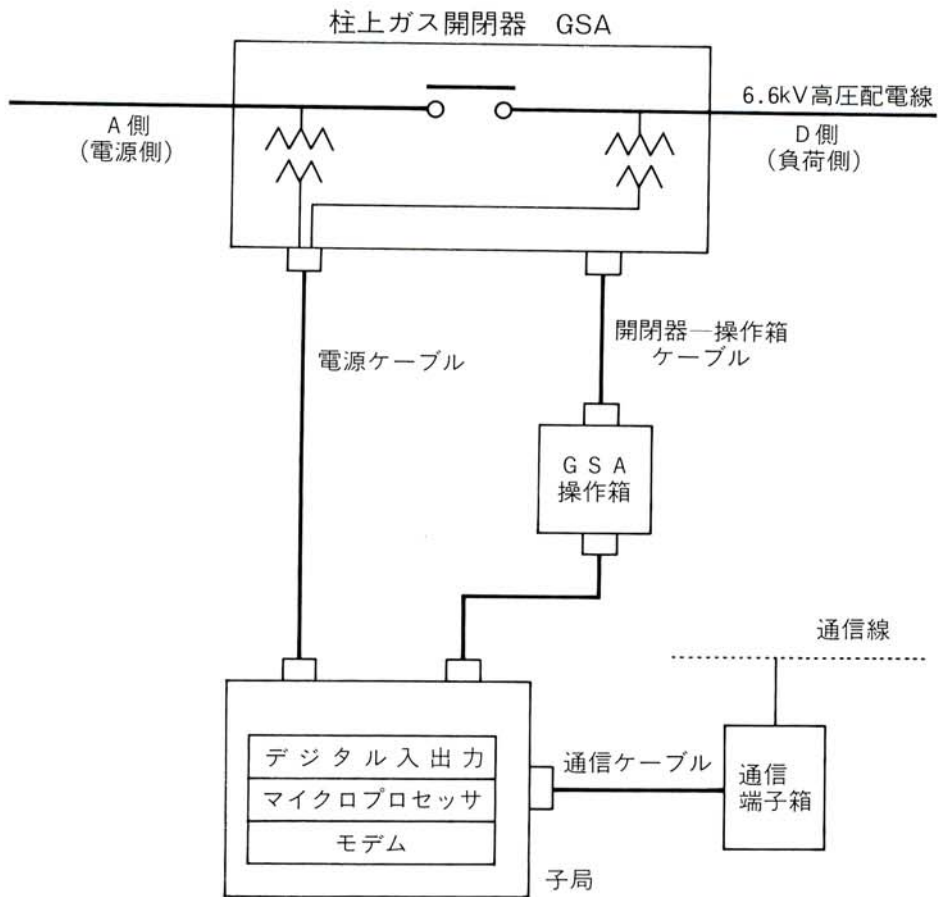 柱上ガス開閉器 GSA
6.6kV高圧配電線
A側
(電源側)
D側
(負荷側)
電源ケーブル
開閉器―操作箱
ケーブル
GSA
操作箱
通信線
デジタル入出力
マイクロプロセッサ
モデム
通信ケーブル
通信
端子箱
子局